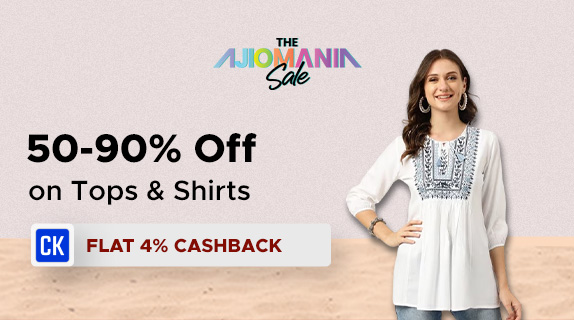 THE
AJIOMANIA
Sale
50-90% Off
on Tops & Shirts
CK FLAT 4% CASHBACK